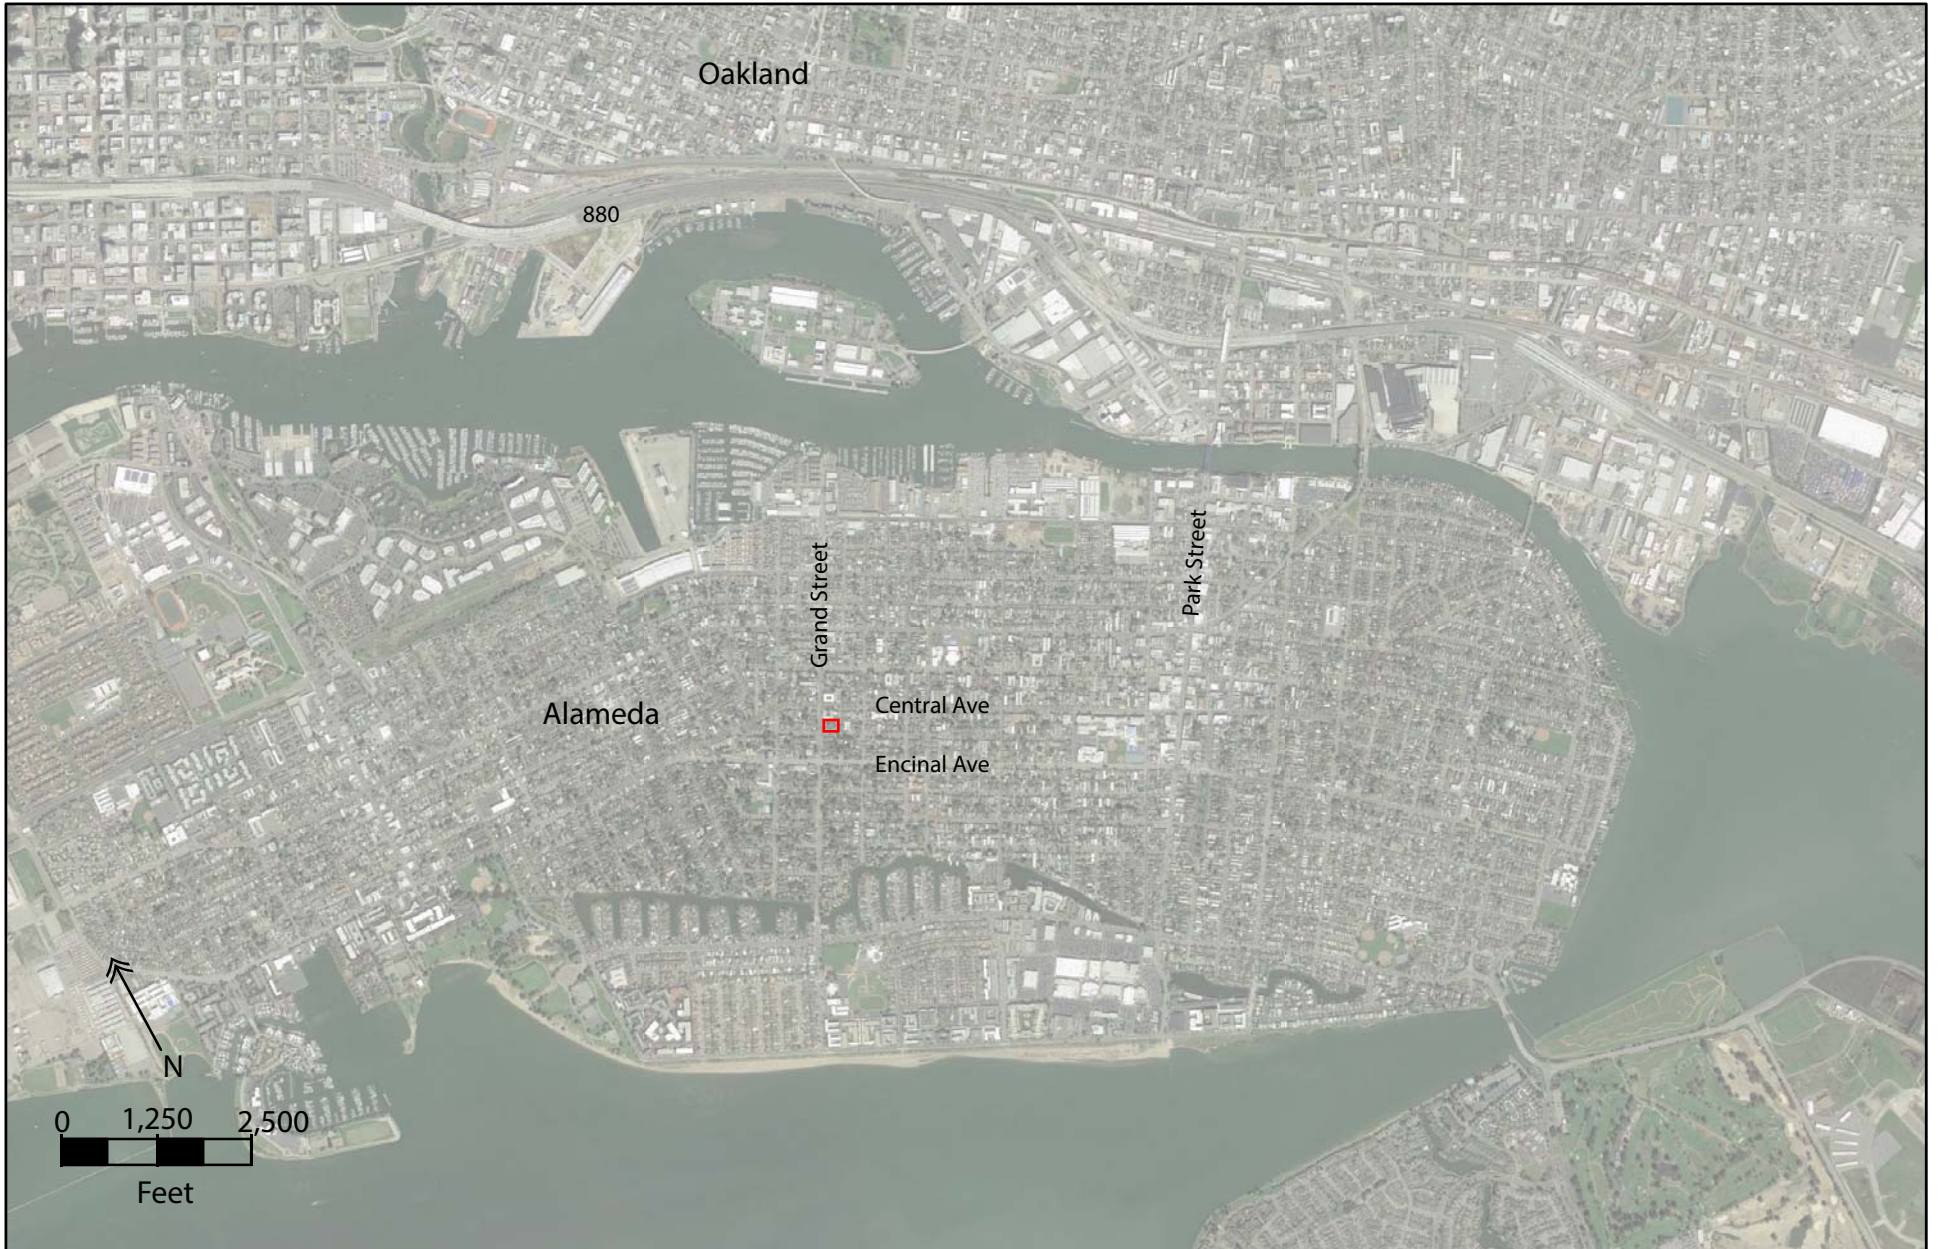 Oakland
880
Grand Street
Park Street
Central Ave
Alameda
Encinal Ave
N
0 1,250 2,500
Feet